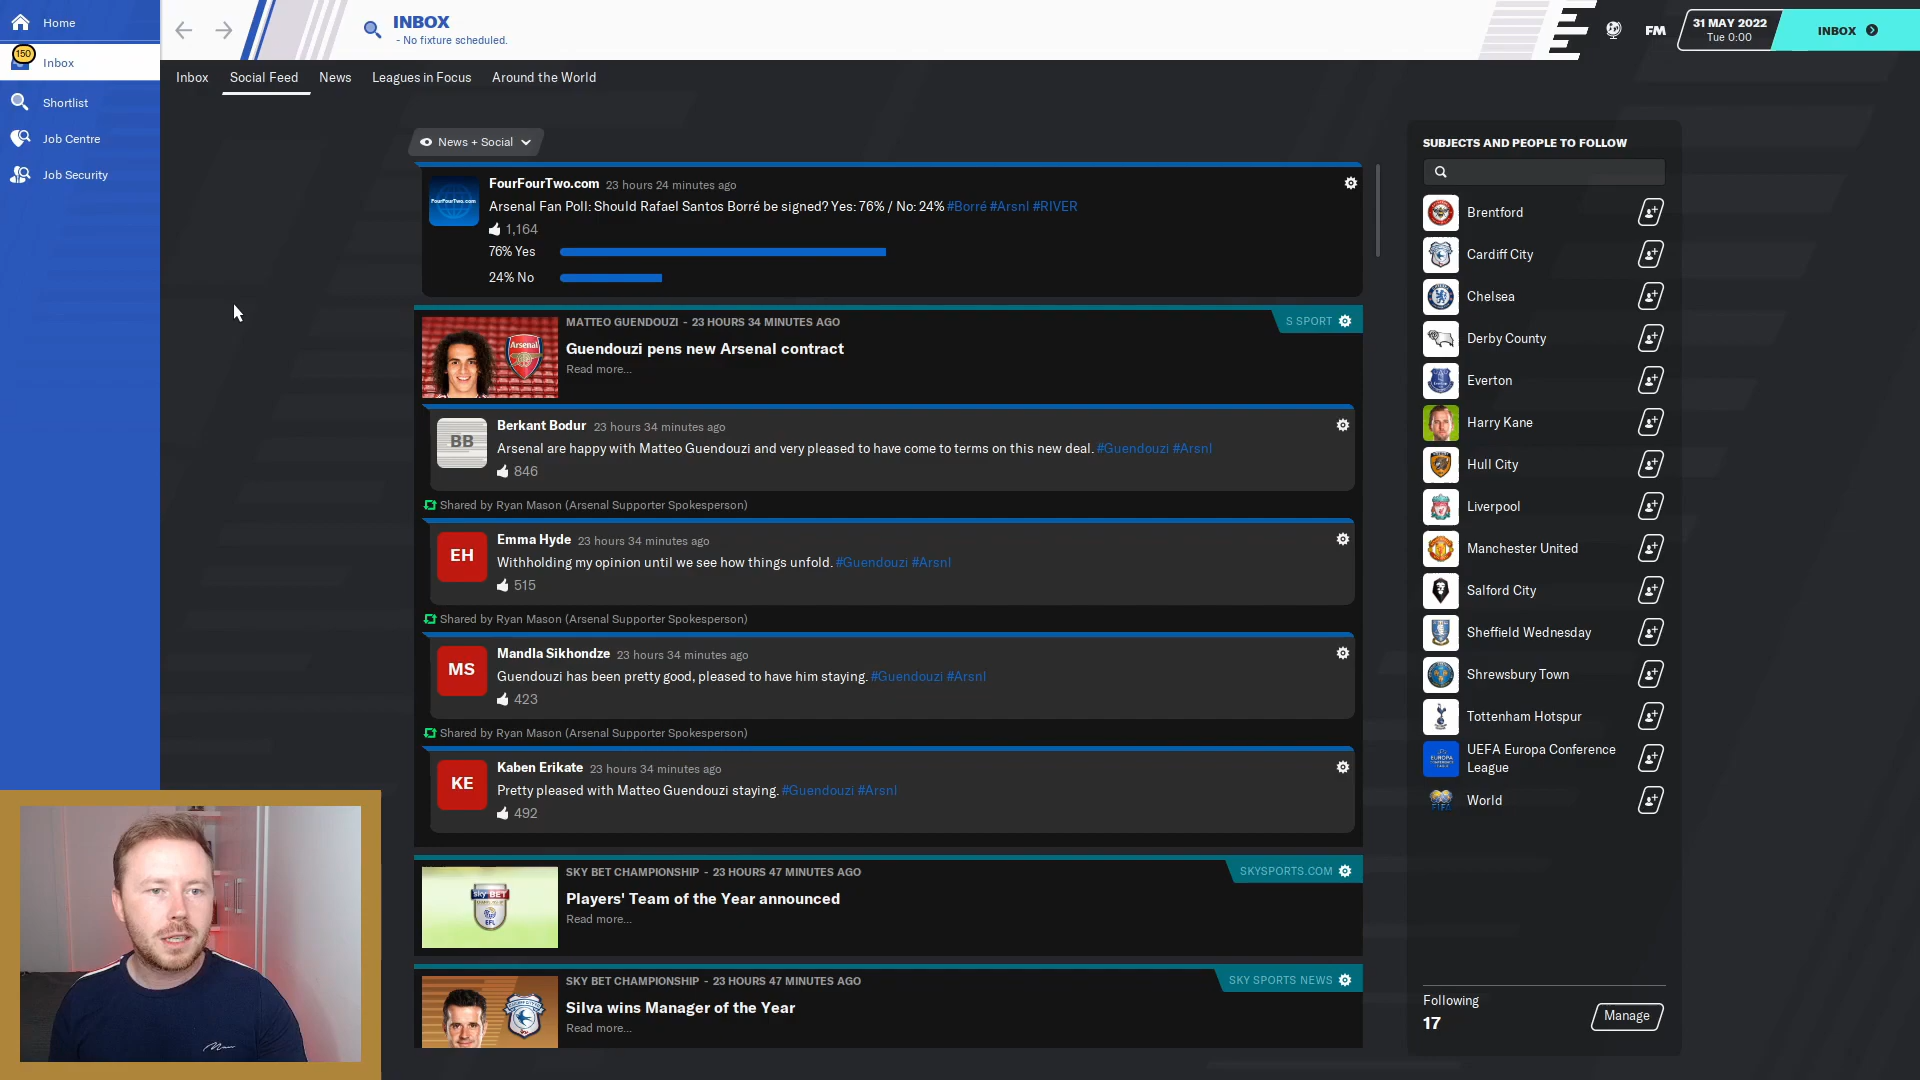 Home
150
Inbox
Shortlist
Job Centre
Job Security
INBOX
- No fixture scheduled.
FM
31 MAY 2022
Tue 0:00
INBOX
Inbox
Social Feed
News
Leagues in Focus
Around the World
News + Social
FourFourTwo.com
FourFourTwo.com 23 hours 24 minutes ago
Arsenal Fan Poll: Should Rafael Santos Borré be signed? Yes: 76% / No: 24% #Borré #Arsnl #RIVER
1,164
76% Yes
24% No
MATTEO GUENDOUZI - 23 HOURS 34 MINUTES AGO
S SPORT
Arsenal
Guendouzi pens new Arsenal contract
Read more...
BB
Berkant Bodur 23 hours 34 minutes ago
Arsenal are happy with Matteo Guendouzi and very pleased to have come to terms on this new deal. #Guendouzi #Arsnl
846
Shared by Ryan Mason (Arsenal Supporter Spokesperson)
EH
Emma Hyde 23 hours 34 minutes ago
Withholding my opinion until we see how things unfold. #Guendouzi #Arsnl
515
Shared by Ryan Mason (Arsenal Supporter Spokesperson)
MS
Mandla Sikhondze 23 hours 34 minutes ago
Guendouzi has been pretty good, pleased to have him staying. #Guendouzi #Arsnl
423
Shared by Ryan Mason (Arsenal Supporter Spokesperson)
KE
Kaben Erikate 23 hours 34 minutes ago
Pretty pleased with Matteo Guendouzi staying. #Guendouzi #Arsnl
492
SKY BET CHAMPIONSHIP - 23 HOURS 47 MINUTES AGO
SKYSPORTS.COM
sky BET
EFL
Players' Team of the Year announced
Read more...
SKY BET CHAMPIONSHIP - 23 HOURS 47 MINUTES AGO
SKY SPORTS NEWS
Silva wins Manager of the Year
Read more...
SUBJECTS AND PEOPLE TO FOLLOW
Brentford
Cardiff City
Chelsea
Derby County
Everton
Harry Kane
Hull City
Liverpool
Manchester United
Salford City
Sheffield Wednesday
Shrewsbury Town
Tottenham Hotspur
UEFA Europa Conference
League
World
Following
17
Manage